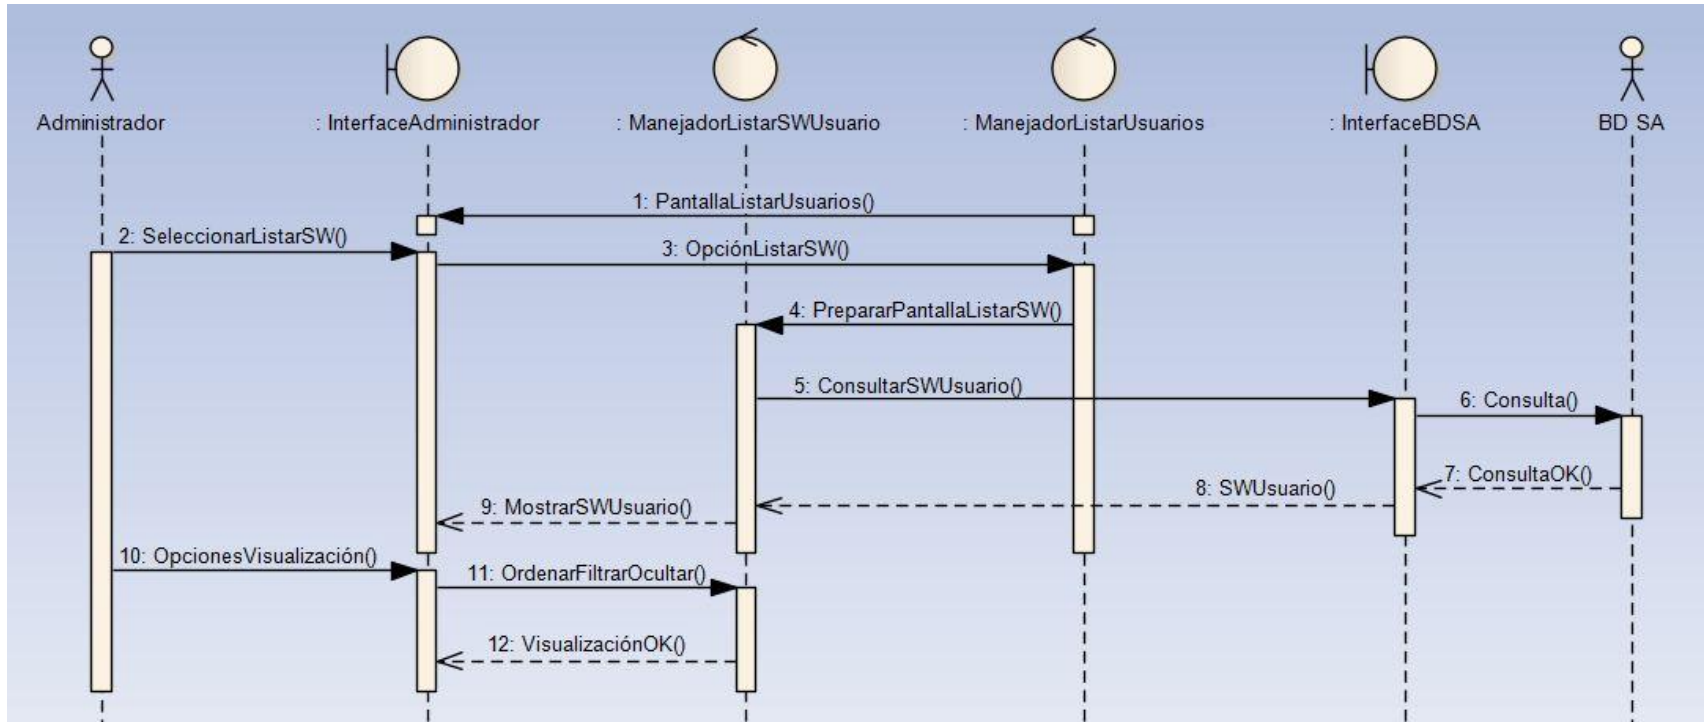 Administrador
: InterfaceAdministrador
: ManejadorListarSWUsuario
: ManejadorListarUsuarios
: InterfaceBDSA
BD SA
1: PantallaListarUsuarios()
2: SeleccionarListarSW()
3: OpciónListarSW()
4: PrepararPantallaListarSW()
5: ConsultarSWUsuario()
6: Consulta()
7: ConsultaOK()
8: SWUsuario()
9: MostrarSWUsuario()
10: OpcionesVisualización()
11: OrdenarFiltrarOcultar()
12: VisualizaciónOK()